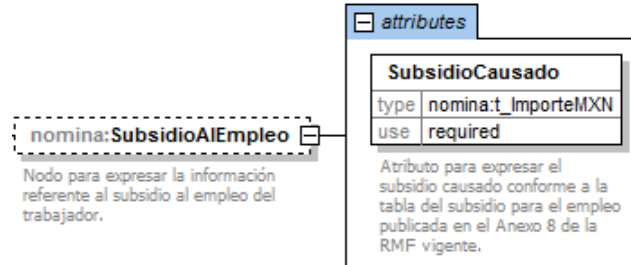 attributes
SubsidioCausado
type nomina:t_ImporteMXN
use required
nomina:SubsidioAlEmpleo
Nodo para expresar la información
referente al subsidio al empleo del
trabajador.
Atributo para expresar el
subsidio causado conforme a la
tabla del subsidio para el empleo
publicada en el Anexo 8 de la
RMF vigente.